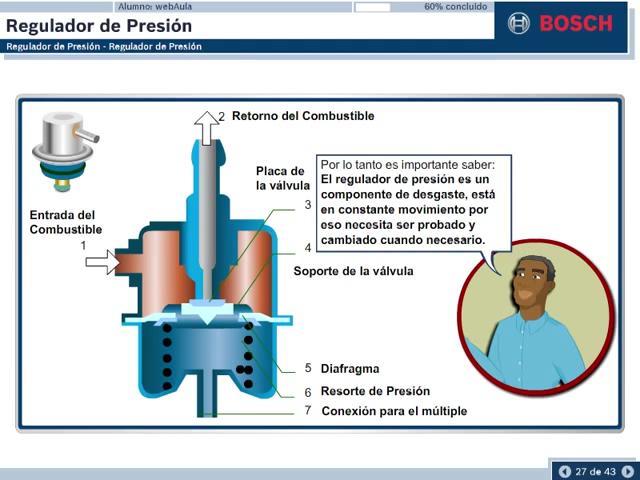 Alumno: webAula
60% concluído
Regulador de Presión
BOSCH
Regulador de Presión - Regulador de Presión
2 Retorno del Combustible
Placa de
la válvula
3
Por lo tanto es importante saber:
El regulador de presión es un
componente de desgaste, está
en constante movimiento por
eso necesita ser probado y
cambiado cuando necesario.
Entrada del
Combustible
1
4
Soporte de la válvula
5 Diafragma
6 Resorte de Presión
7 Conexión para el múltiple
27 de 43